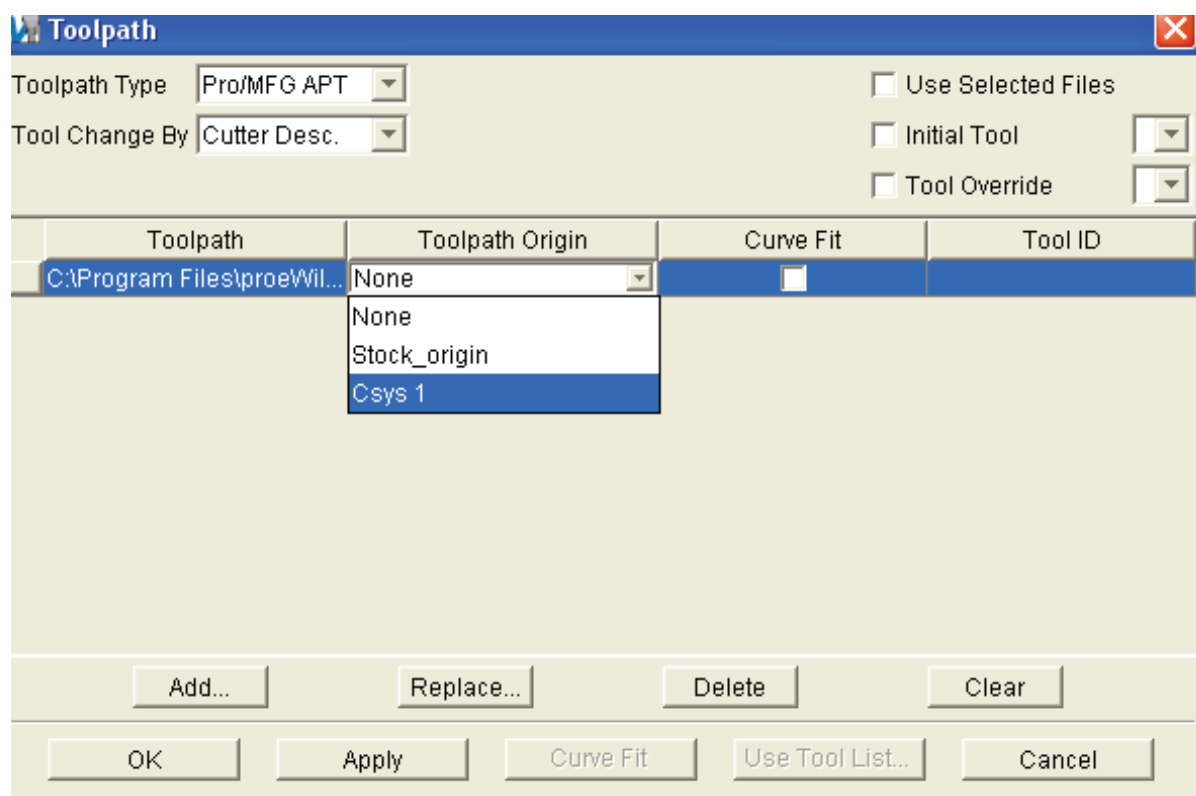 Toolpath
Toolpath Type Pro/MFG APT Use Selected Files
Tool Change By Cutter Desc. Initial Tool
Tool Override
Toolpath Toolpath Origin Curve Fit Tool ID
C:\Program Files\proeWil... None
None
Stock_origin
Csys 1
Add... Replace... Delete Clear
OK Apply Curve Fit Use Tool List... Cancel